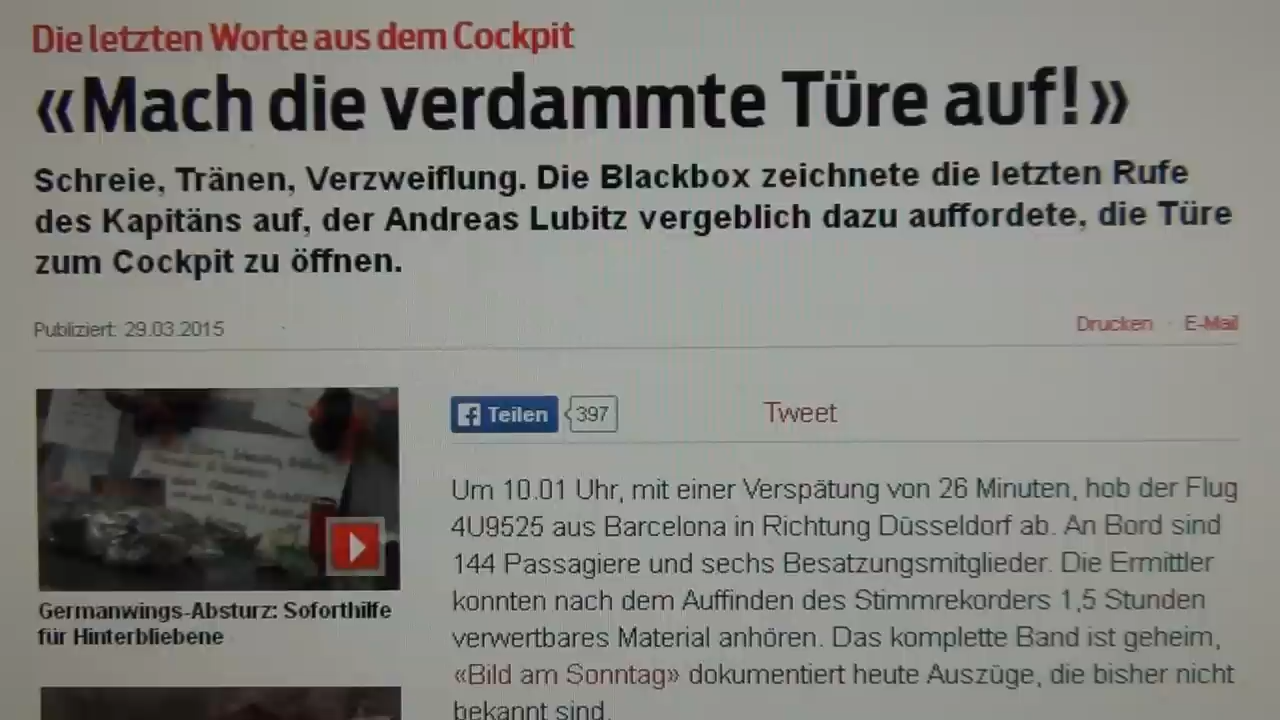 Die letzten Worte aus dem Cockpit
«Mach die verdammte Türe auf!»
Schreie, Tränen, Verzweiflung. Die Blackbox zeichnete die letzten Rufe
des Kapitäns auf, der Andreas Lubitz vergeblich dazu auffordete, die Türe
zum Cockpit zu öffnen.
Publiziert: 29.03.2015
Drucken · E-Mail
Teilen 397
Tweet
Um 10.01 Uhr, mit einer Verspätung von 26 Minuten, hob der Flug
4U9525 aus Barcelona in Richtung Düsseldorf ab. An Bord sind
144 Passagiere und sechs Besatzungsmitglieder. Die Ermittler
konnten nach dem Auffinden des Stimmrekorders 1,5 Stunden
verwertbares Material anhören. Das komplette Band ist geheim,
«Bild am Sonntag» dokumentiert heute Auszüge, die bisher nicht
bekannt sind.
Germanwings-Absturz: Soforthilfe
für Hinterbliebene